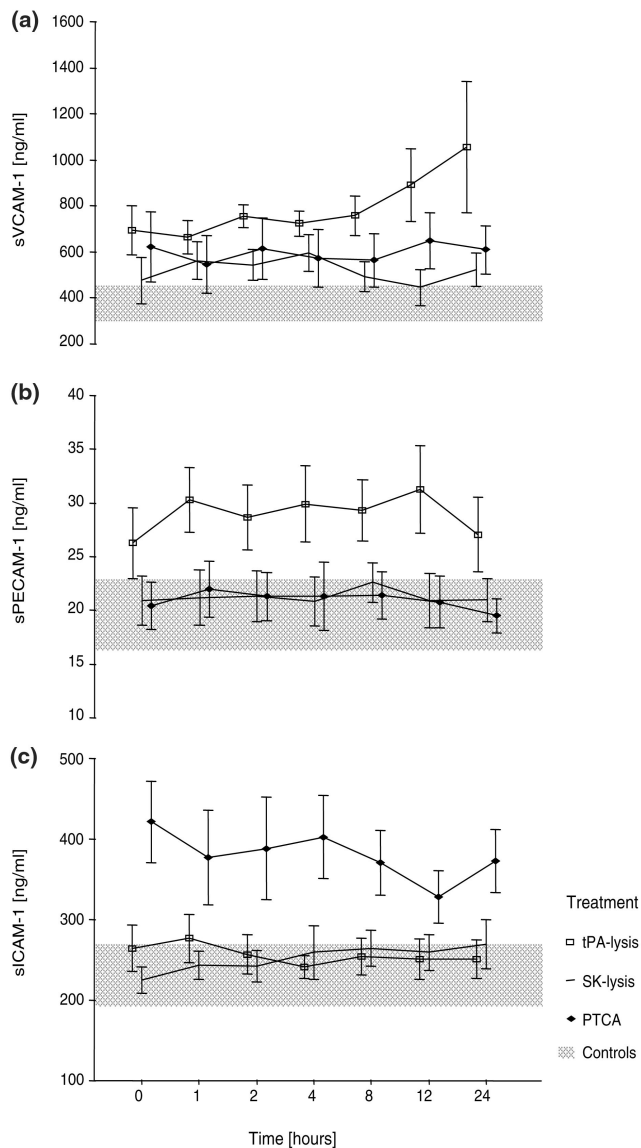 (a)
1600
1400
1200
1000
800
600
400
200
sVCAM-1 [ng/ml]
(b)
40
35
30
25
20
15
10
sPECAM-1 [ng/ml]
(c)
500
400
300
200
100
sICAM-1 [ng/ml]
0 1 2 4 8 12 24
Time [hours]
Treatment
tPA-lysis
SK-lysis
PTCA
Controls